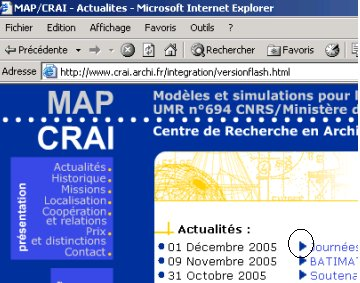 MAP/CRAI - Actualites - Microsoft Internet Explorer
Fichier Edition Affichage Favoris Outils ?
Précédente Rechercher Favoris
Adresse http://www.crai.archi.fr/integration/versionflash.html
MAP
CRAI
Modèles et simulations pour l
UMR n°694 CNRS/Ministère d
Centre de Recherche en Archi
présentation
Actualités
Historique
Missions
Localisation
Coopération
et relations
Prix
et distinctions
Contact
Actualités :
01 Décembre 2005 Journées
09 Novembre 2005 BATIMAT
31 Octobre 2005 Soutena